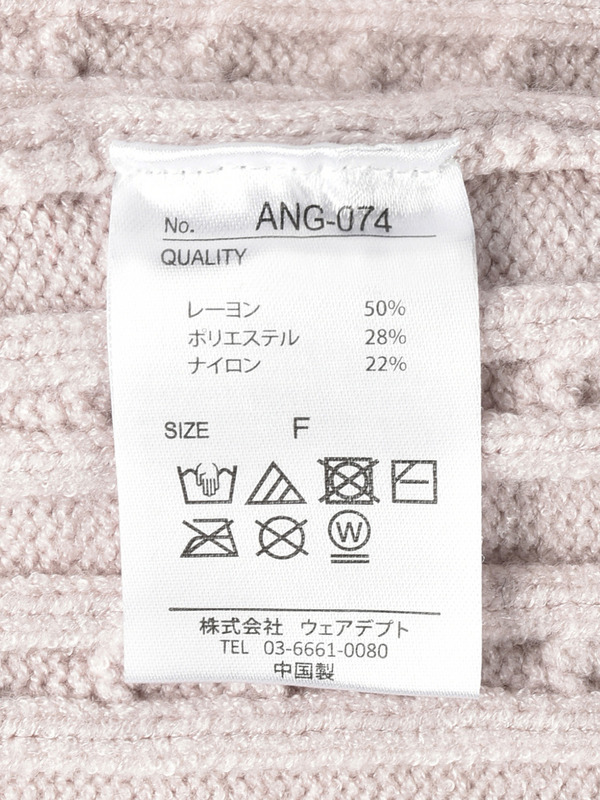 No. ANG-074
QUALITY
レーヨン 50%
ポリエステル 28%
ナイロン 22%
SIZE F
W
株式会社 ウェアデプト
TEL 03-6661-0080
中国製